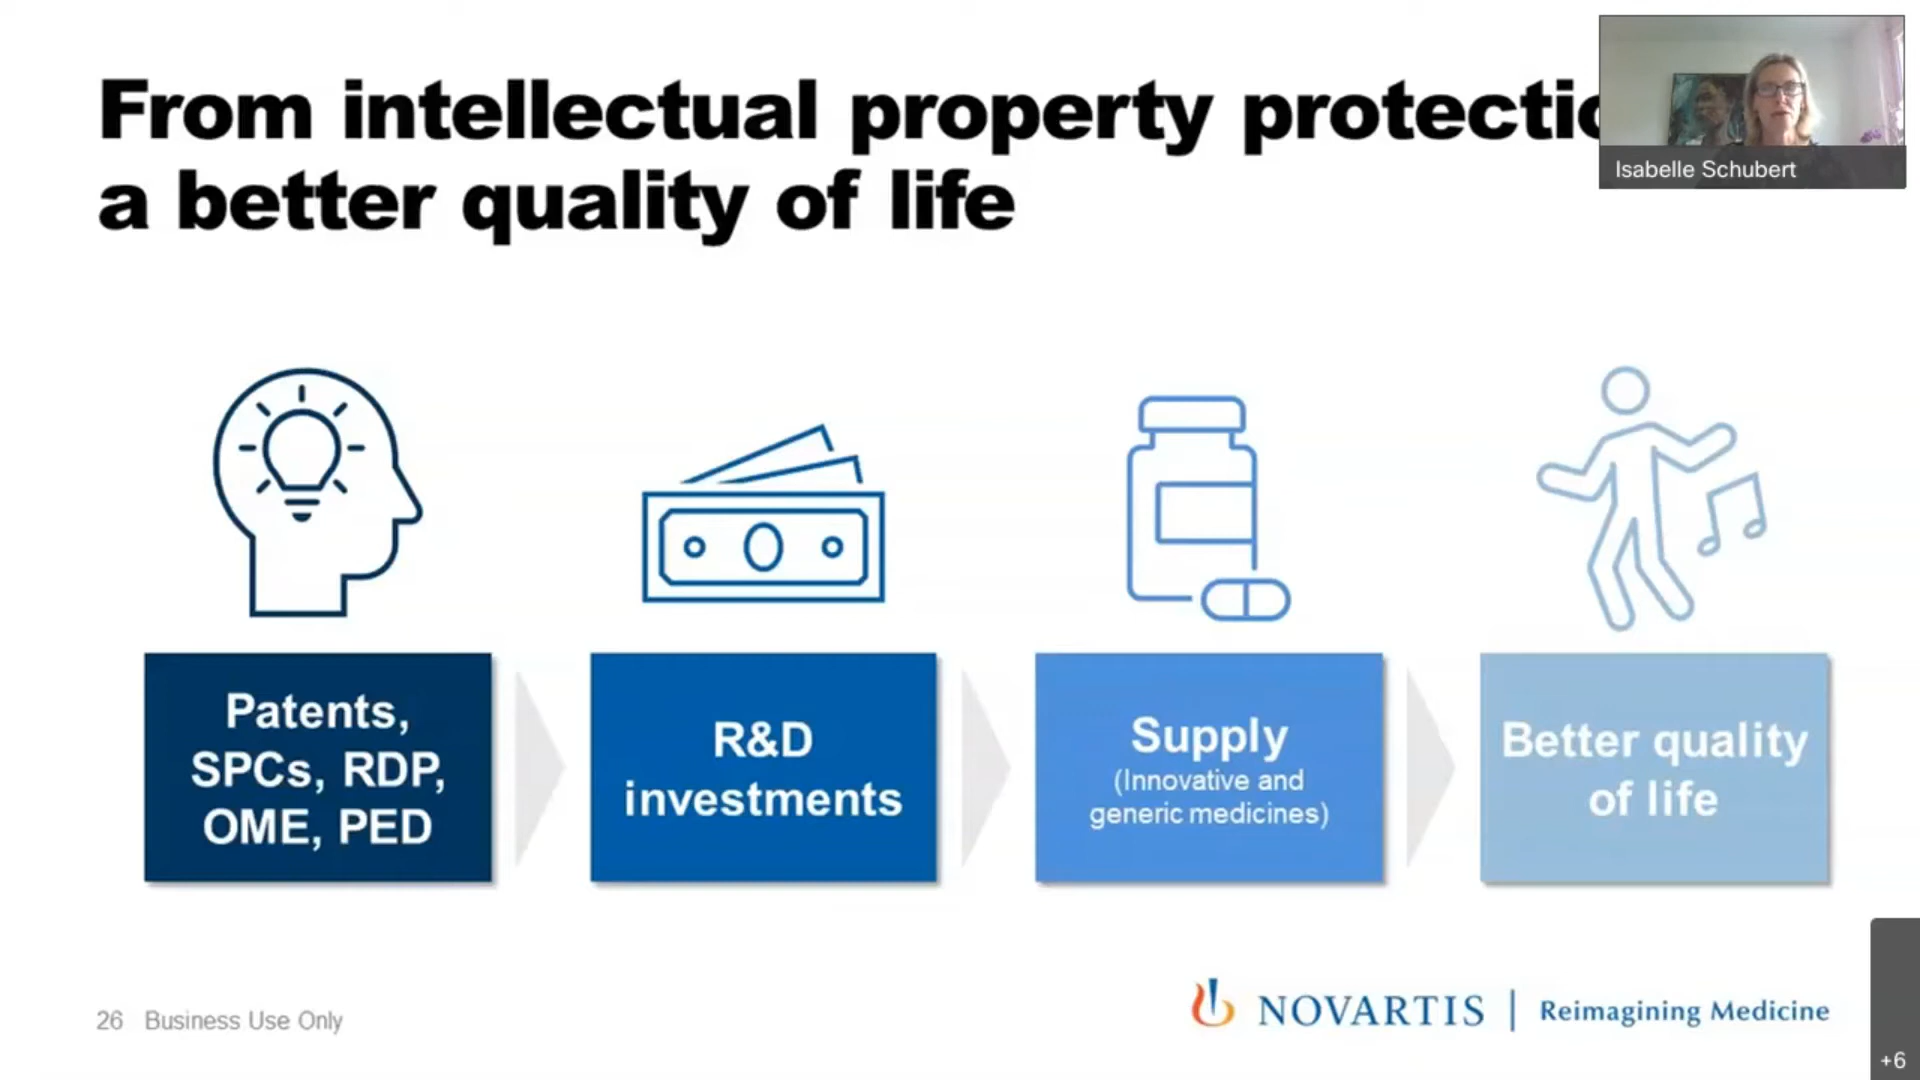 From intellectual property protectio
a better quality of life
Isabelle Schubert
Patents,
SPCs, RDP,
OME, PED
R&D
investments
Supply
(Innovative and
generic medicines)
Better quality
of life
26 Business Use Only
NOVARTIS | Reimagining Medicine
+6